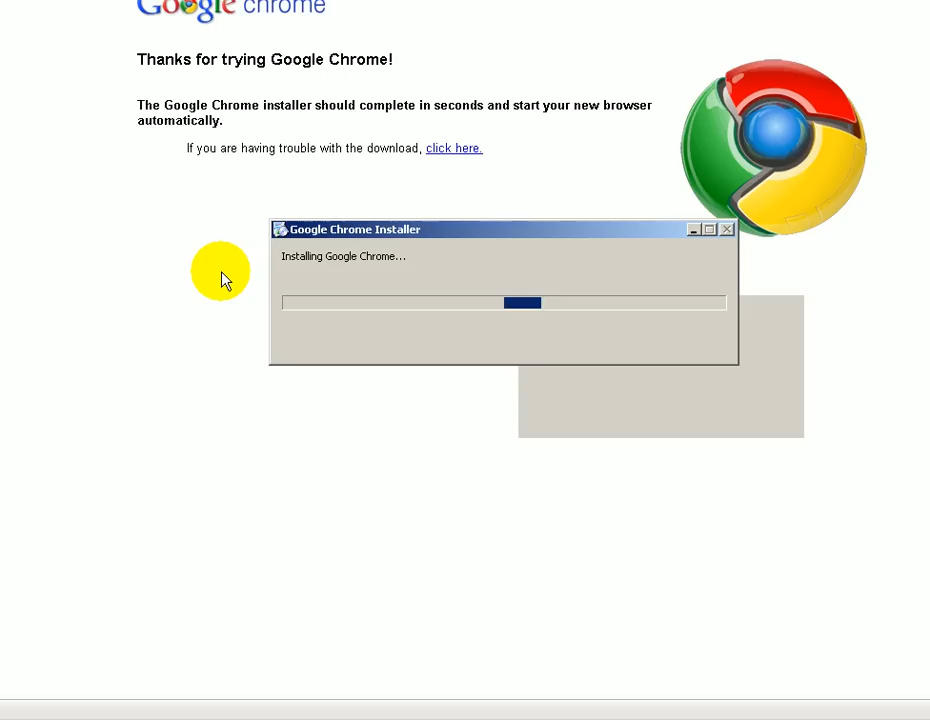 Google chrome
Thanks for trying Google Chrome!
The Google Chrome installer should complete in seconds and start your new browser
automatically.
If you are having trouble with the download, click here.
Google Chrome Installer
Installing Google Chrome...